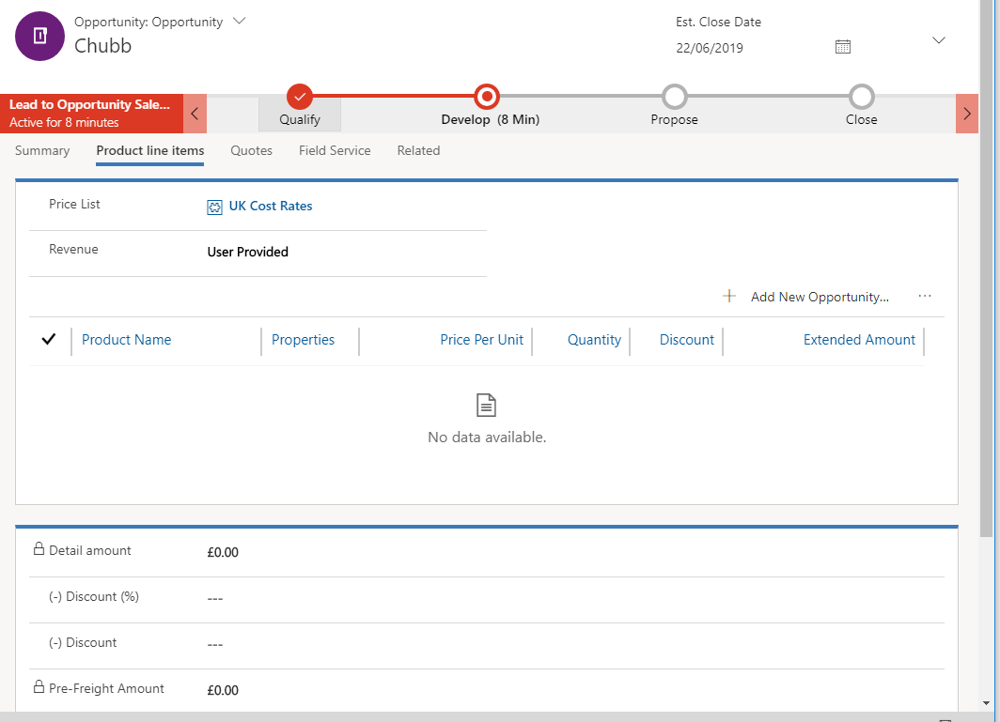 Opportunity: Opportunity
Chubb
Est. Close Date
22/06/2019
Lead to Opportunity Sale...
Active for 8 minutes
Qualify
Develop (8 Min)
Propose
Close
Summary
Product line items
Quotes
Field Service
Related
Price List
UK Cost Rates
Revenue
User Provided
Add New Opportunity...
Product Name
Properties
Price Per Unit
Quantity
Discount
Extended Amount
No data available.
Detail amount
£0.00
(-) Discount (%)
---
(-) Discount
---
Pre-Freight Amount
£0.00